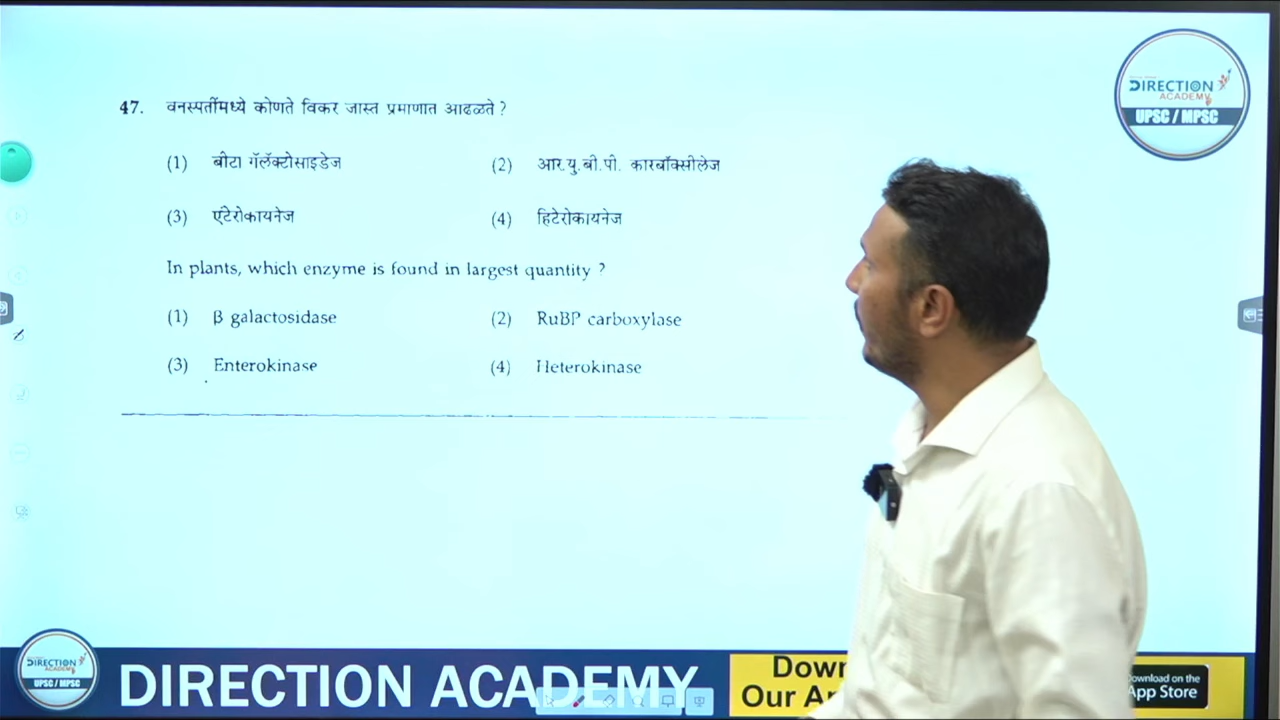 47. वनस्पतींमध्ये कोणते विकर जास्त प्रमाणात आढळते ?
(1) बीटा गॅलॅक्टोसाइडेज (2) आर.यु.बी.पी. कारबॉक्सीलेज
(3) एंटेरोकायनेज (4) हिटेरोकायनेज
In plants, which enzyme is found in largest quantity ?
(1) β galactosidase (2) RuBP carboxylase
(3) Enterokinase (4) Heterokinase
DIRECTION
ACADEMY
UPSC / MPSC
DIRECTION
ACADEMY
UPSC / MPSC
DIRECTION ACADEMY
Our
Download on the
App Store